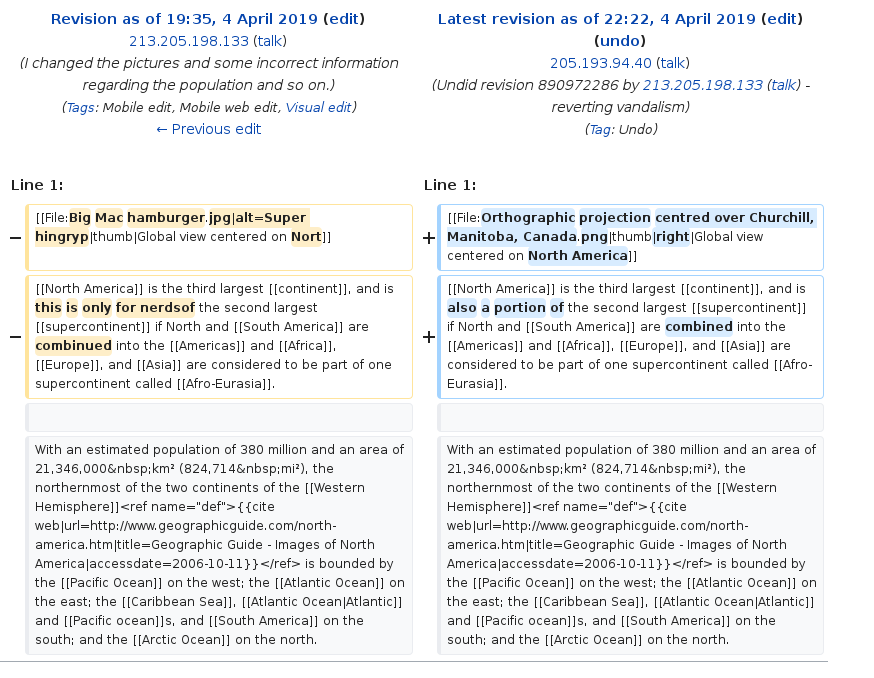 Revision as of 19:35, 4 April 2019 (edit)
213.205.198.133 (talk)
(I changed the pictures and some incorrect information
regarding the population and so on.)
(Tags: Mobile edit, Mobile web edit, Visual edit)
← Previous edit
Latest revision as of 22:22, 4 April 2019 (edit)
(undo)
205.193.94.40 (talk)
(Undid revision 890972286 by 213.205.198.133 (talk) -
reverting vandalism)
(Tag: Undo)
Line 1:
Line 1:
− [[File:Big Mac hamburger.jpg|alt=Super
hingryp|thumb|Global view centered on Nort]]
+ [[File:Orthographic projection centred over Churchill,
Manitoba, Canada.png|thumb|right|Global view
centered on North America]]
− [[North America]] is the third largest [[continent]], and is
this is only for nerdsof the second largest
[[supercontinent]] if North and [[South America]] are
combinued into the [[Americas]] and [[Africa]],
[[Europe]], and [[Asia]] are considered to be part of one
supercontinent called [[Afro-Eurasia]].
+ [[North America]] is the third largest [[continent]], and is
also a portion of the second largest [[supercontinent]]
if North and [[South America]] are combined into the
[[Americas]] and [[Africa]], [[Europe]], and [[Asia]] are
considered to be part of one supercontinent called [[Afro-
Eurasia]].
With an estimated population of 380 million and an area of
21,346,000&nbsp;km² (824,714&nbsp;mi²), the
northernmost of the two continents of the [[Western
Hemisphere]]<ref name="def">{{cite
web|url=http://www.geographicguide.com/north-
america.htm|title=Geographic Guide - Images of North
America|accessdate=2006-10-11}}</ref> is bounded by
the [[Pacific Ocean]] on the west; the [[Atlantic Ocean]] on
the east; the [[Caribbean Sea]], [[Atlantic Ocean|Atlantic]]
and [[Pacific ocean]]s, and [[South America]] on the
south; and the [[Arctic Ocean]] on the north.
With an estimated population of 380 million and an area of
21,346,000&nbsp;km² (824,714&nbsp;mi²), the
northernmost of the two continents of the [[Western
Hemisphere]]<ref name="def">{{cite
web|url=http://www.geographicguide.com/north-
america.htm|title=Geographic Guide - Images of North
America|accessdate=2006-10-11}}</ref> is bounded by
the [[Pacific Ocean]] on the west; the [[Atlantic Ocean]] on
the east; the [[Caribbean Sea]], [[Atlantic Ocean|Atlantic]]
and [[Pacific ocean]]s, and [[South America]] on the
south; and the [[Arctic Ocean]] on the north.